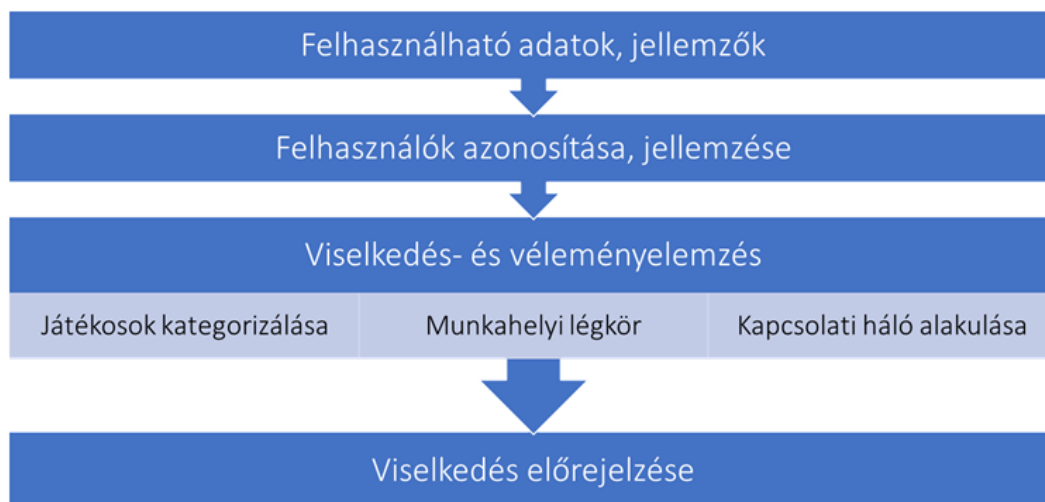 Felhasználható adatok, jellemzők
Felhasználók azonosítása, jellemzése
Viselkedés- és véleményelemzés
Játékosok kategorizálása
Munkahelyi légkör
Kapcsolati háló alakulása
Viselkedés előrejelzése